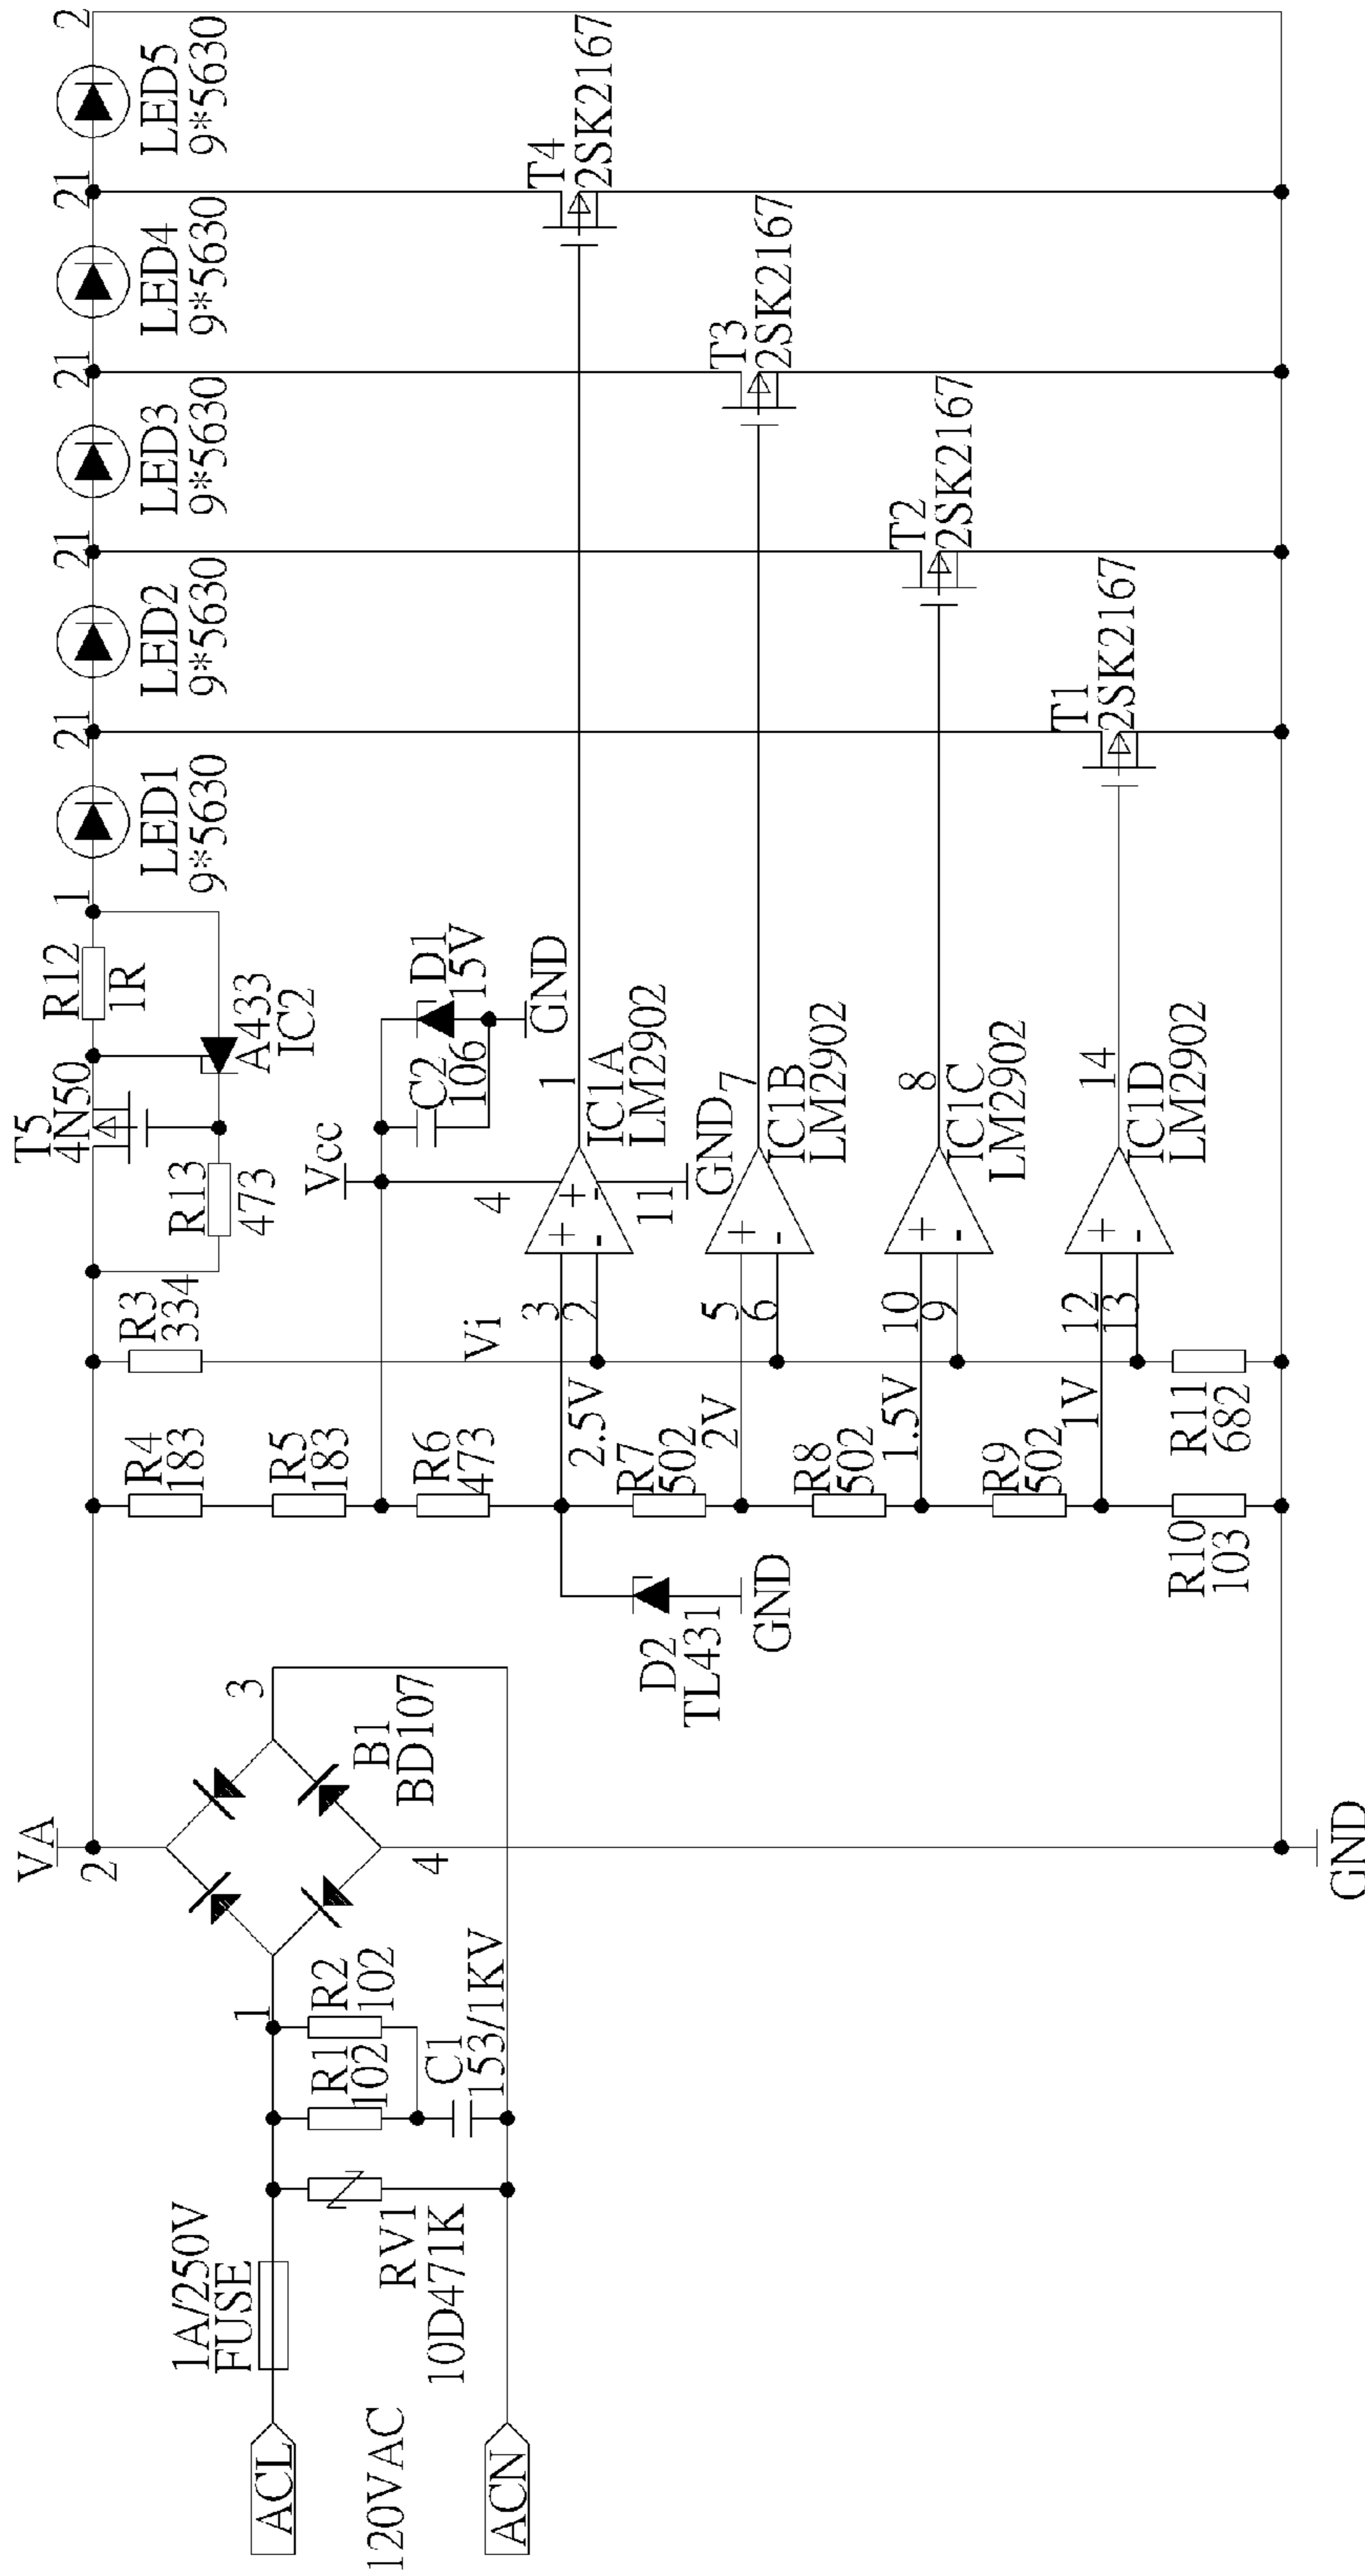 ACL
1A/250V
FUSE
120VAC
ACN
RV1
10D471K
R1
102
R2
102
C1
153/1KV
1
2
3
4
VA
B1
BD107
GND
D2
TL431
GND
R4
183
R5
183
R6
473
2.5V
R7
502
2V
R8
502
1.5V
R9
502
1V
R10
103
R3
334
Vi
R11
682
R13
473
T5
4N50
R12
1R
A433
IC2
Vcc
C2
106
D1
15V
GND
3
2
4
11
1
IC1A
LM2902
GND
5
6
7
IC1B
LM2902
10
9
8
IC1C
LM2902
12
13
14
IC1D
LM2902
1
LED1
9*5630
21
LED2
9*5630
21
LED3
9*5630
21
LED4
9*5630
21
LED5
9*5630
2
T4
2SK2167
T3
2SK2167
T2
2SK2167
T1
2SK2167